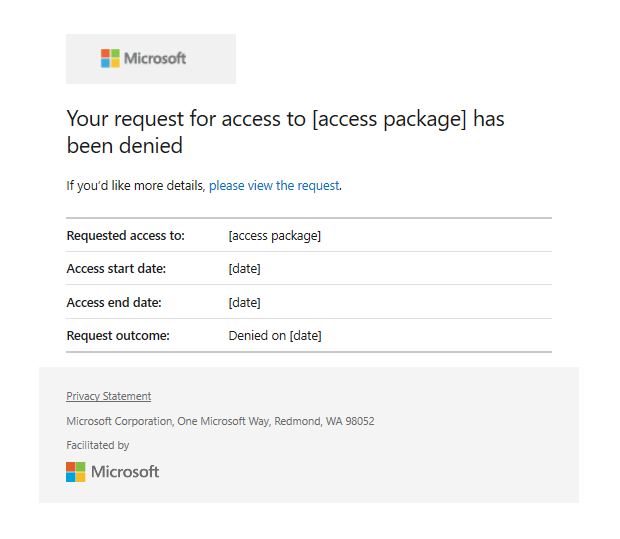 Microsoft
Your request for access to [access package] has
been denied
If you'd like more details, please view the request.
Requested access to: [access package]
Access start date: [date]
Access end date: [date]
Request outcome: Denied on [date]
Privacy Statement
Microsoft Corporation, One Microsoft Way, Redmond, WA 98052
Facilitated by
Microsoft